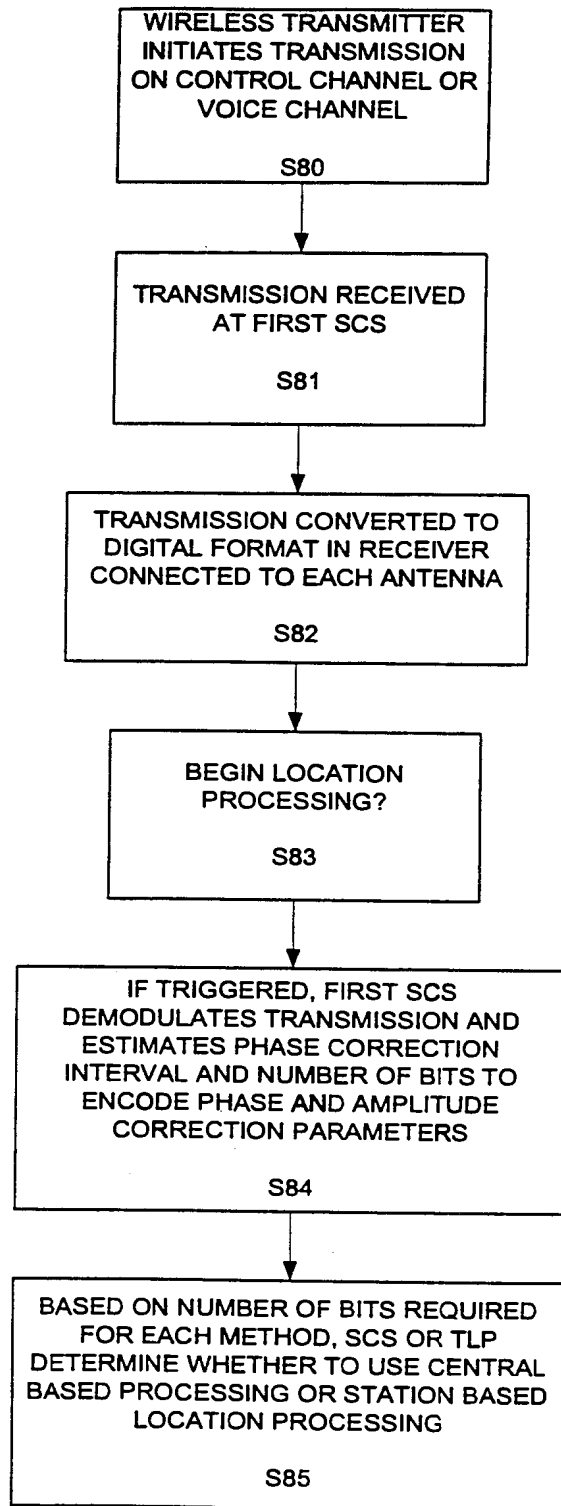 WIRELESS TRANSMITTER
INITIATES TRANSMISSION
ON CONTROL CHANNEL OR
VOICE CHANNEL
S80
TRANSMISSION RECEIVED
AT FIRST SCS
S81
TRANSMISSION CONVERTED TO
DIGITAL FORMAT IN RECEIVER
CONNECTED TO EACH ANTENNA
S82
BEGIN LOCATION
PROCESSING?
S83
IF TRIGGERED, FIRST SCS
DEMODULATES TRANSMISSION AND
ESTIMATES PHASE CORRECTION
INTERVAL AND NUMBER OF BITS TO
ENCODE PHASE AND AMPLITUDE
CORRECTION PARAMETERS
S84
BASED ON NUMBER OF BITS REQUIRED
FOR EACH METHOD, SCS OR TLP
DETERMINE WHETHER TO USE CENTRAL
BASED PROCESSING OR STATION BASED
LOCATION PROCESSING
S85